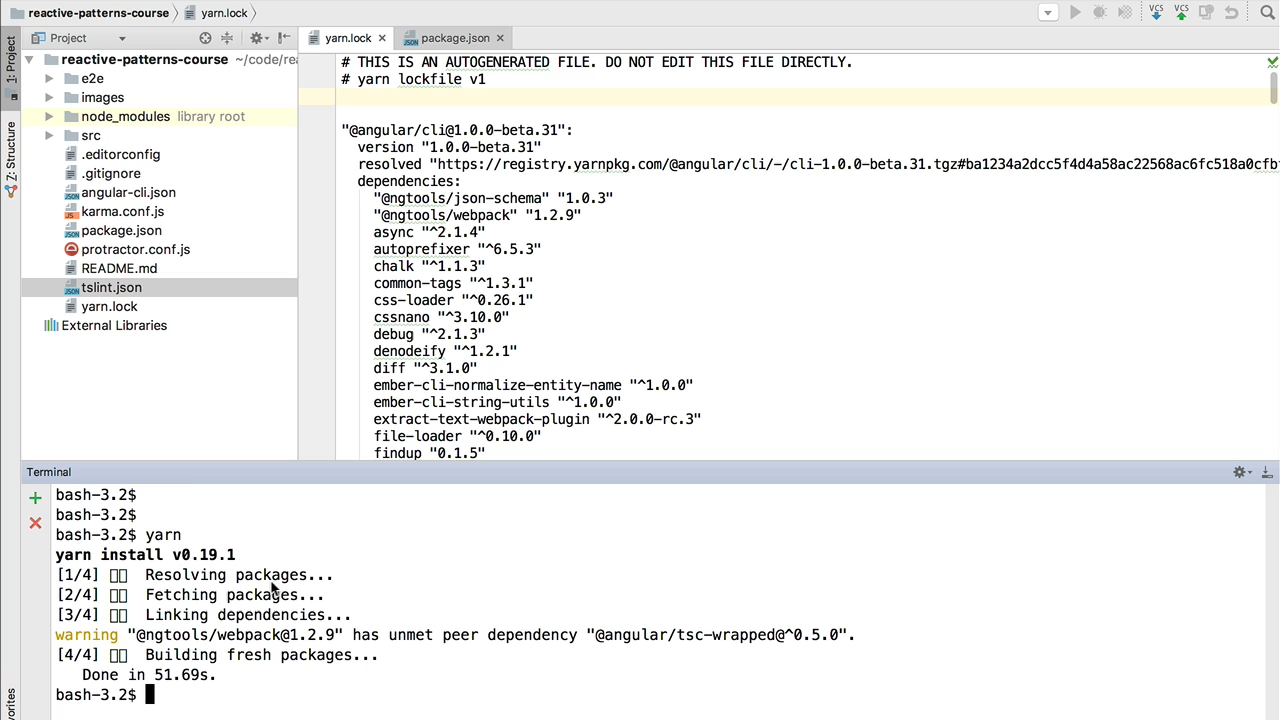 reactive-patterns-course yarn.lock
VCS VCS
1: Project
Project
yarn.lock package.json
reactive-patterns-course ~/code/rea
e2e
images
node_modules library root
src
.editorconfig
.gitignore
angular-cli.json
karma.conf.js
package.json
protractor.conf.js
README.md
tslint.json
yarn.lock
External Libraries
Z: Structure
# THIS IS AN AUTOGENERATED FILE. DO NOT EDIT THIS FILE DIRECTLY.
# yarn lockfile v1
"@angular/cli@1.0.0-beta.31":
version "1.0.0-beta.31"
resolved "https://registry.yarnpkg.com/@angular/cli/-/cli-1.0.0-beta.31.tgz#ba1234a2dcc5f4d4a58ac22568ac6fc518a0cfb
dependencies:
"@ngtools/json-schema" "1.0.3"
"@ngtools/webpack" "1.2.9"
async "^2.1.4"
autoprefixer "^6.5.3"
chalk "^1.1.3"
common-tags "^1.3.1"
css-loader "^0.26.1"
cssnano "^3.10.0"
debug "^2.1.3"
denodeify "^1.2.1"
diff "^3.1.0"
ember-cli-normalize-entity-name "^1.0.0"
ember-cli-string-utils "^1.0.0"
extract-text-webpack-plugin "^2.0.0-rc.3"
file-loader "^0.10.0"
findup "0.1.5"
Terminal
bash-3.2$
bash-3.2$
bash-3.2$ yarn
yarn install v0.19.1
[1/4] Resolving packages...
[2/4] Fetching packages...
[3/4] Linking dependencies...
warning "@ngtools/webpack@1.2.9" has unmet peer dependency "@angular/tsc-wrapped@^0.5.0".
[4/4] Building fresh packages...
Done in 51.69s.
bash-3.2$
vorites